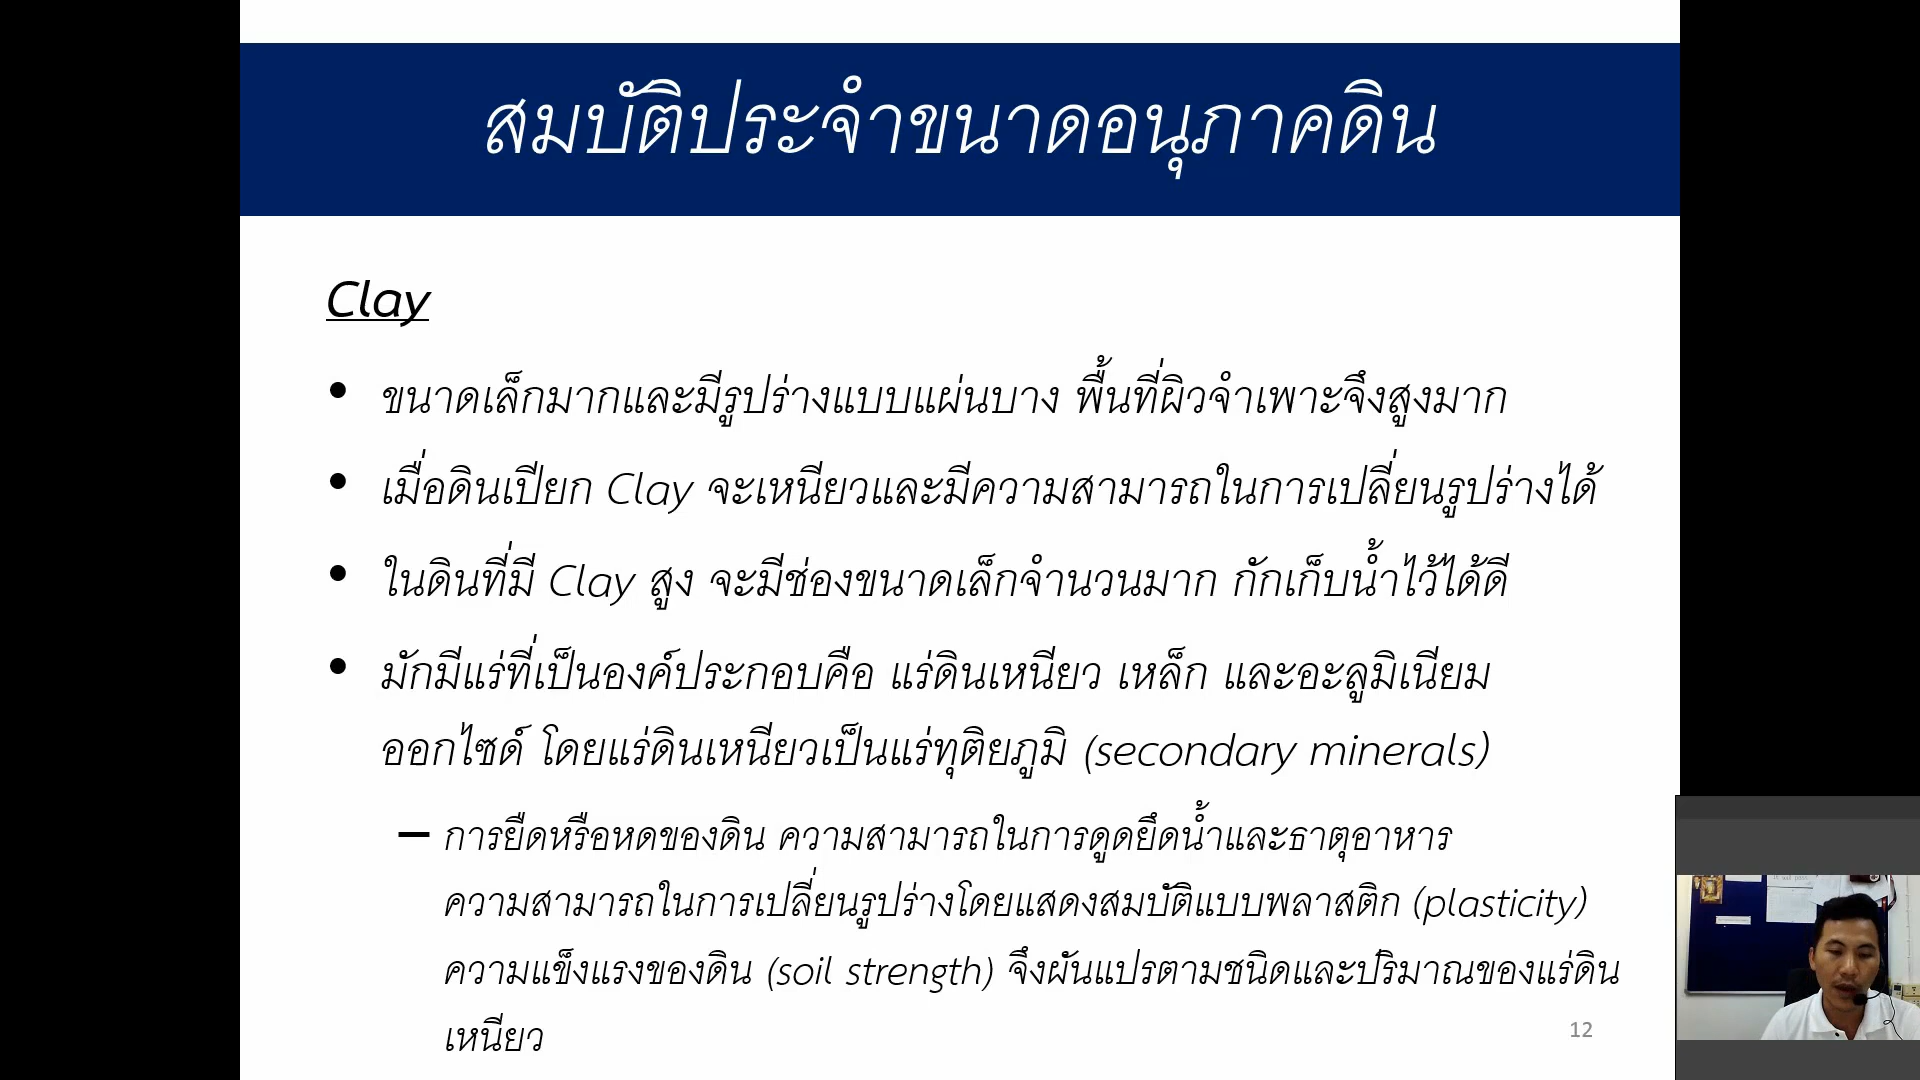 สมบัติประจำขนาดอนุภาคดิน
Clay
• ขนาดเล็กมากและมีรูปร่างแบบแผ่นบาง พื้นที่ผิวจำเพาะจึงสูงมาก
• เมื่อดินเปียก Clay จะเหนียวและมีความสามารถในการเปลี่ยนรูปร่างได้
• ในดินที่มี Clay สูง จะมีช่องขนาดเล็กจำนวนมาก กักเก็บน้ำไว้ได้ดี
• มักมีแร่ที่เป็นองค์ประกอบคือ แร่ดินเหนียว เหล็ก และอะลูมิเนียม
ออกไซด์ โดยแร่ดินเหนียวเป็นแร่ทุติยภูมิ (secondary minerals)
– การยืดหรือหดของดิน ความสามารถในการดูดยึดน้ำและธาตุอาหาร
ความสามารถในการเปลี่ยนรูปร่างโดยแสดงสมบัติแบบพลาสติก (plasticity)
ความแข็งแรงของดิน (soil strength) จึงผันแปรตามชนิดและปริมาณของแร่ดิน
เหนียว
12